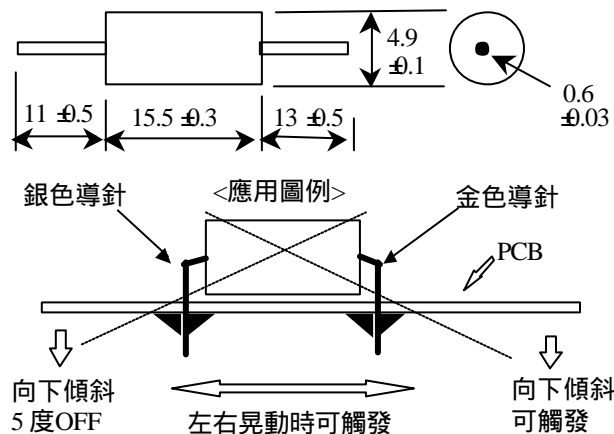 4.9
±0.1
0.6
±0.03
11 ±0.5
15.5 ±0.3
13 ±0.5
銀色導針
<應用圖例>
金色導針
PCB
向下傾斜
5 度OFF
左右晃動時可觸發
向下傾斜
可觸發